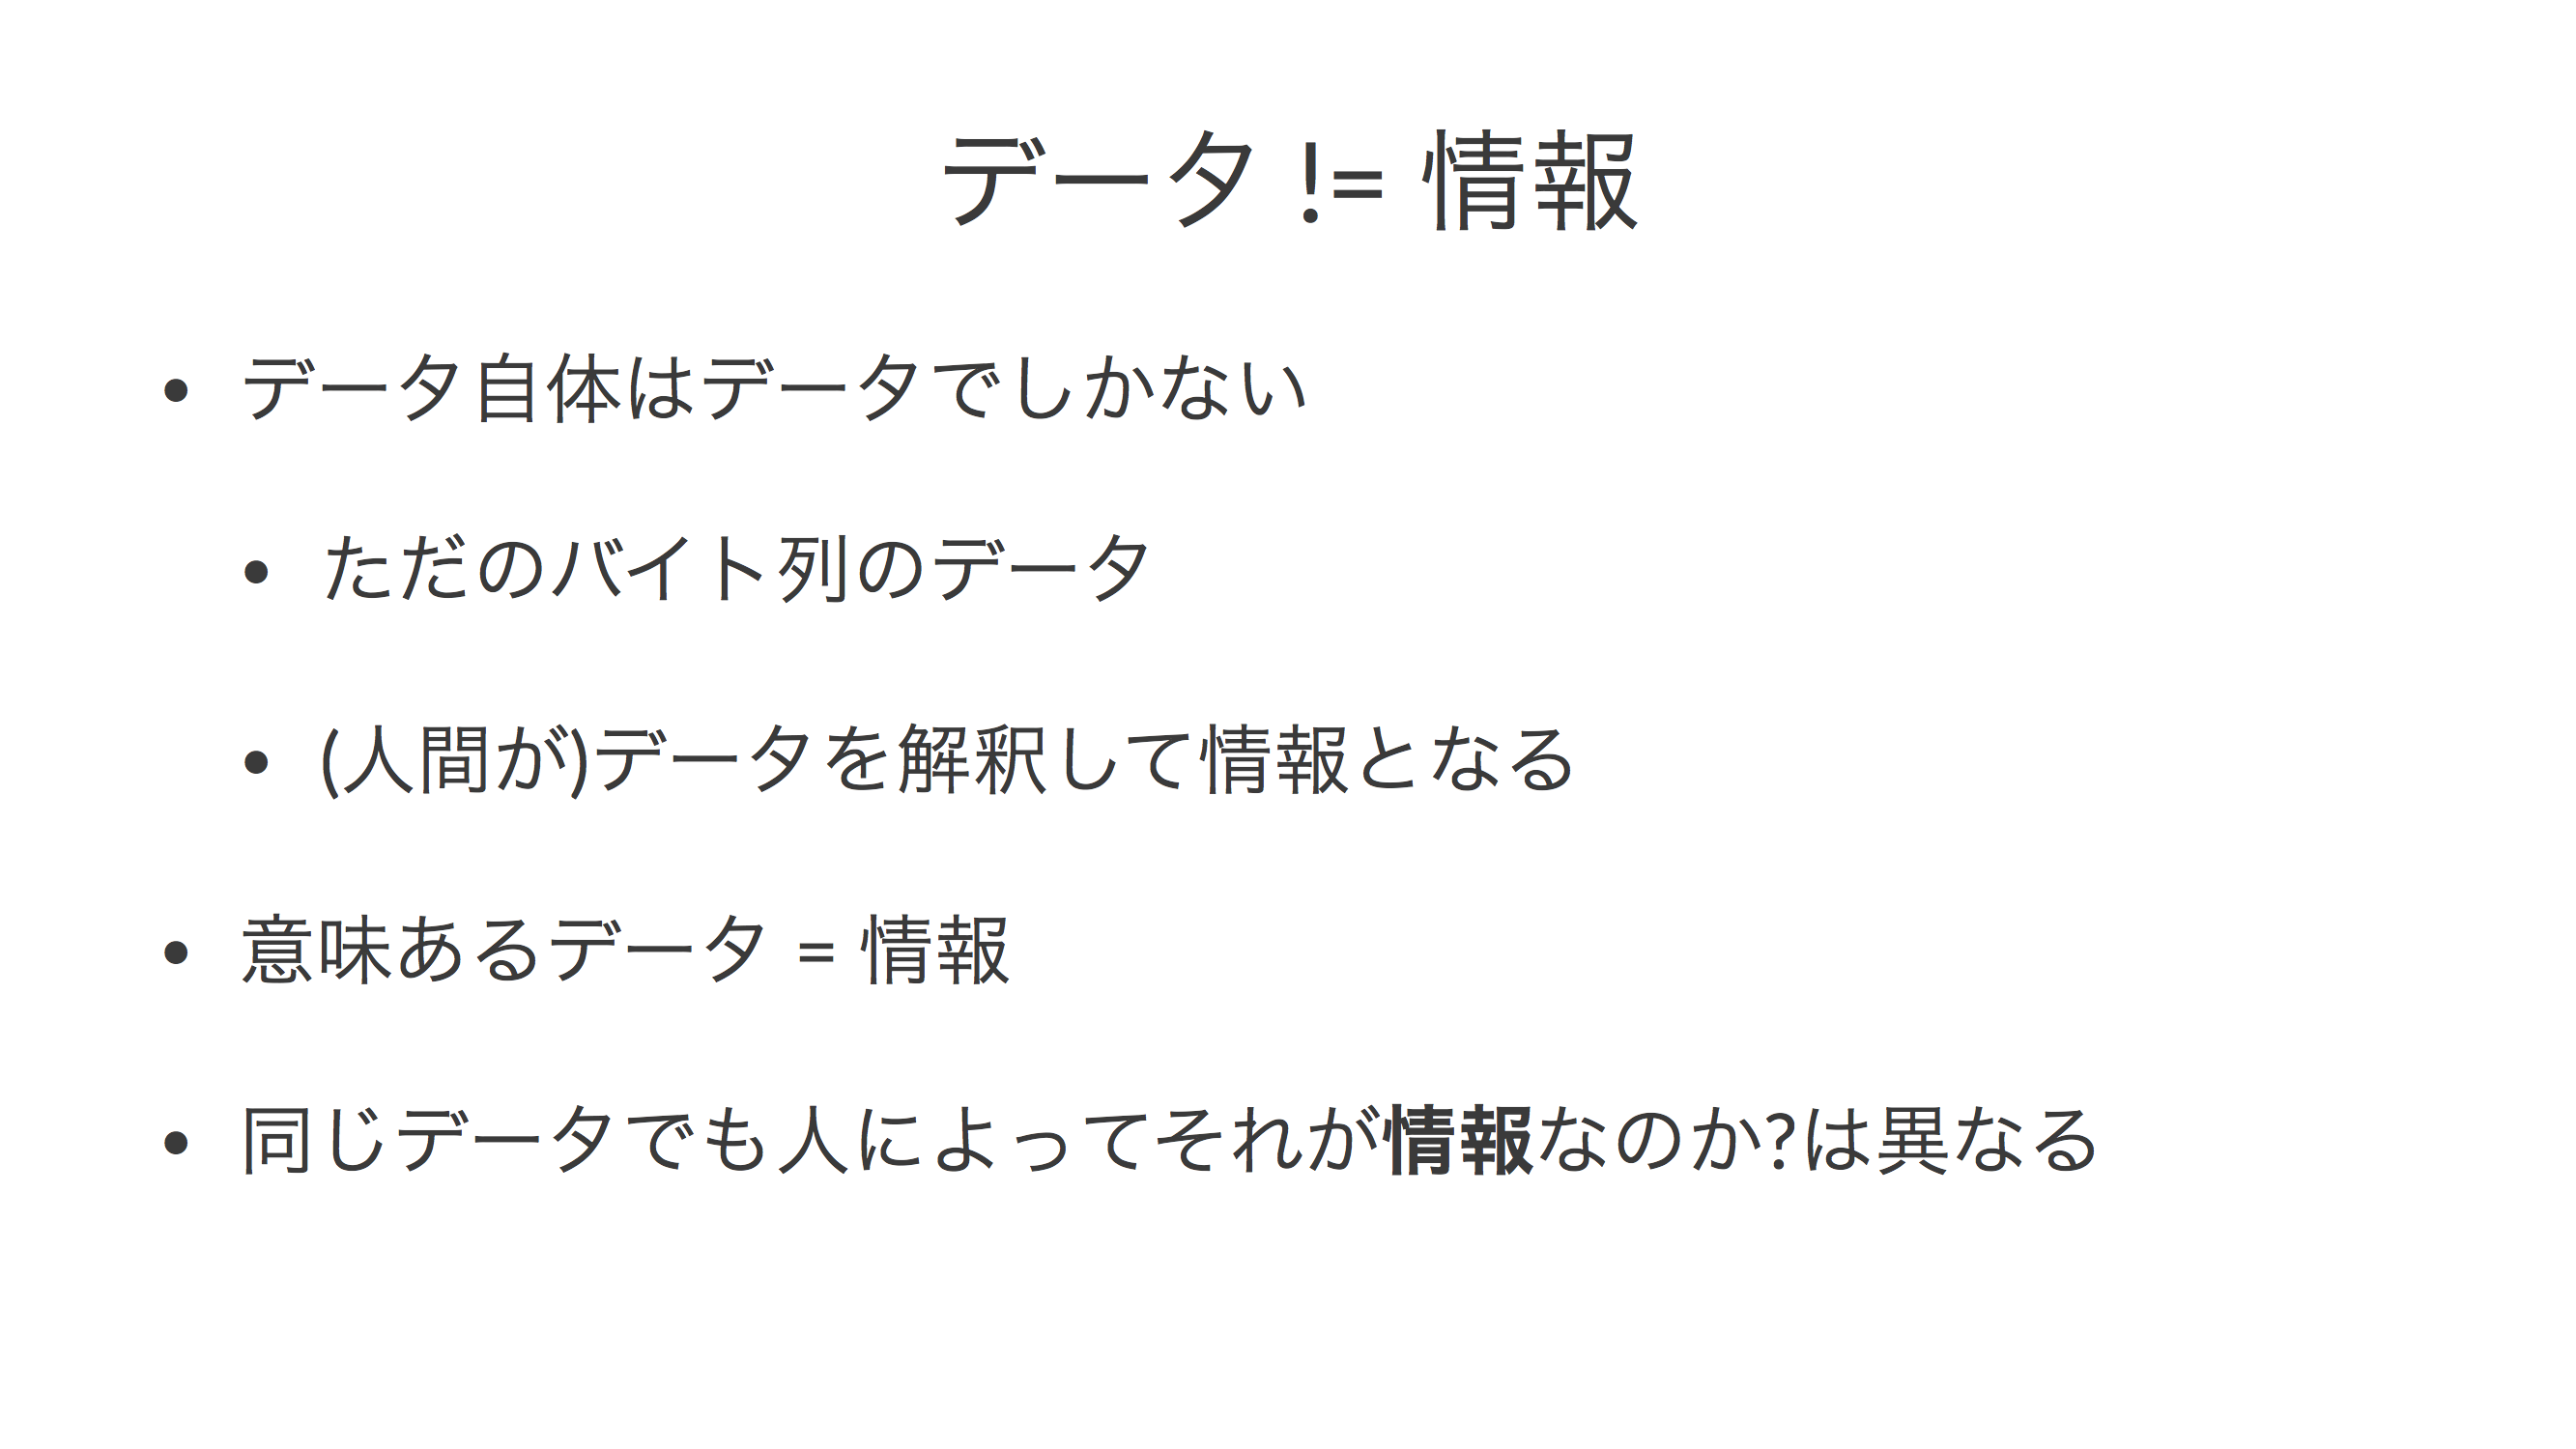 データ != 情報
• データ自体はデータでしかない
• ただのバイト列のデータ
• (人間が)データを解釈して情報となる
• 意味あるデータ = 情報
• 同じデータでも人によってそれが情報なのか?は異なる